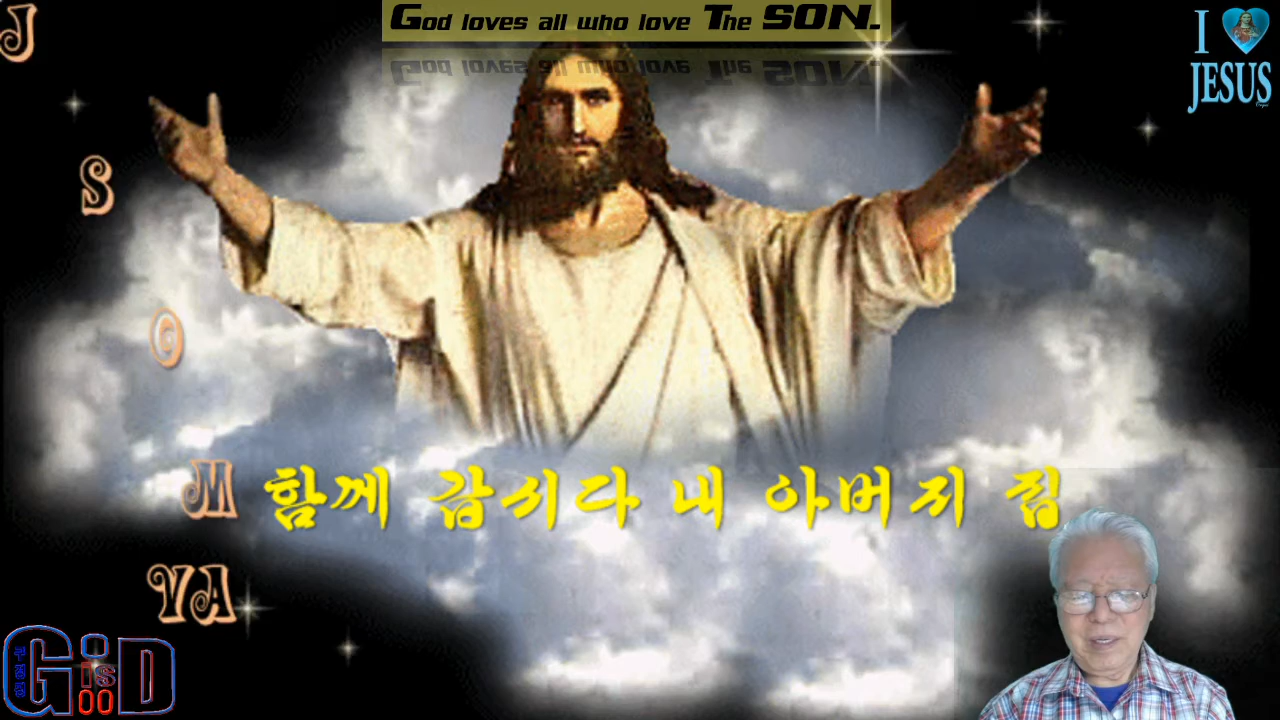 God loves all who love The SON.
I
JESUS
J
S
O
M
VA
함께 갑시다 내 아버지 집
GOD
is